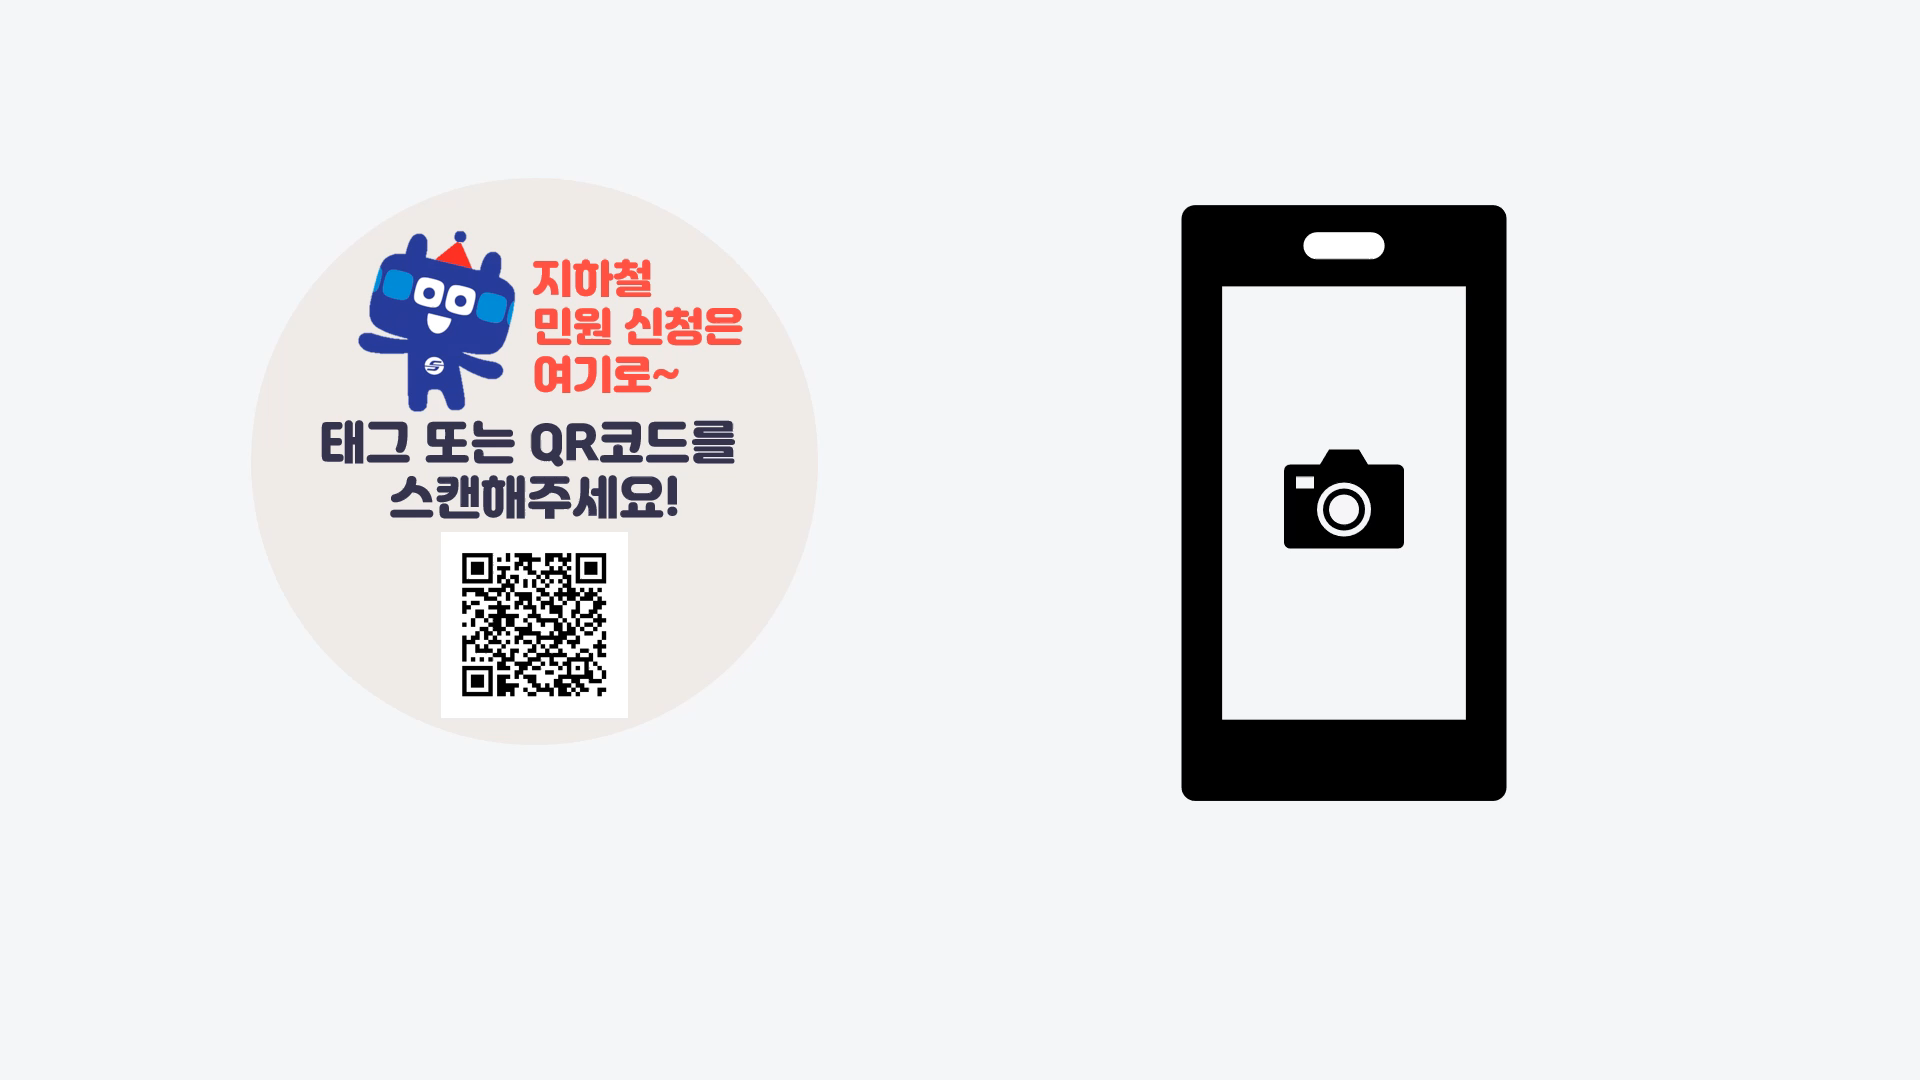 지하철
민원 신청은
여기로~
태그 또는 QR코드를
스캔해주세요!